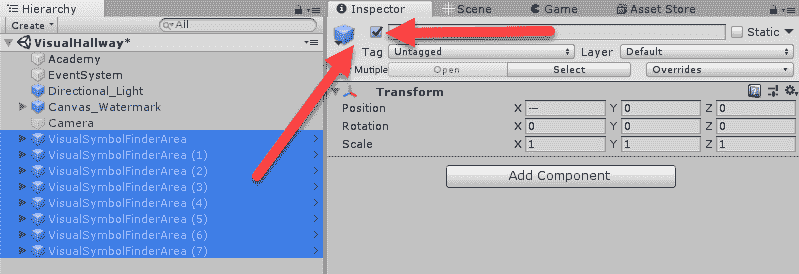 Hierarchy
Create
All
VisualHallway*
Academy
EventSystem
Directional_Light
Canvas_Watermark
Camera
VisualSymbolFinderArea
VisualSymbolFinderArea (1)
VisualSymbolFinderArea (2)
VisualSymbolFinderArea (3)
VisualSymbolFinderArea (4)
VisualSymbolFinderArea (5)
VisualSymbolFinderArea (6)
VisualSymbolFinderArea (7)
Inspector Scene Game Asset Store
Static
Tag Untagged Layer Default
Multiple Open Select Overrides
Transform
Position X — Y 0 Z 0
Rotation X 0 Y 0 Z 0
Scale X 1 Y 1 Z 1
Add Component